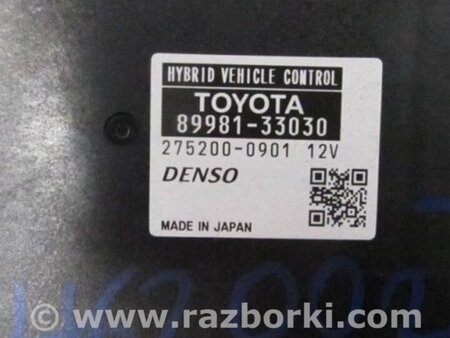 HYBRID VEHICLE CONTROL
TOYOTA
89981-33030
275200-0901 12V
DENSO
MADE IN JAPAN
© www.razborki.com